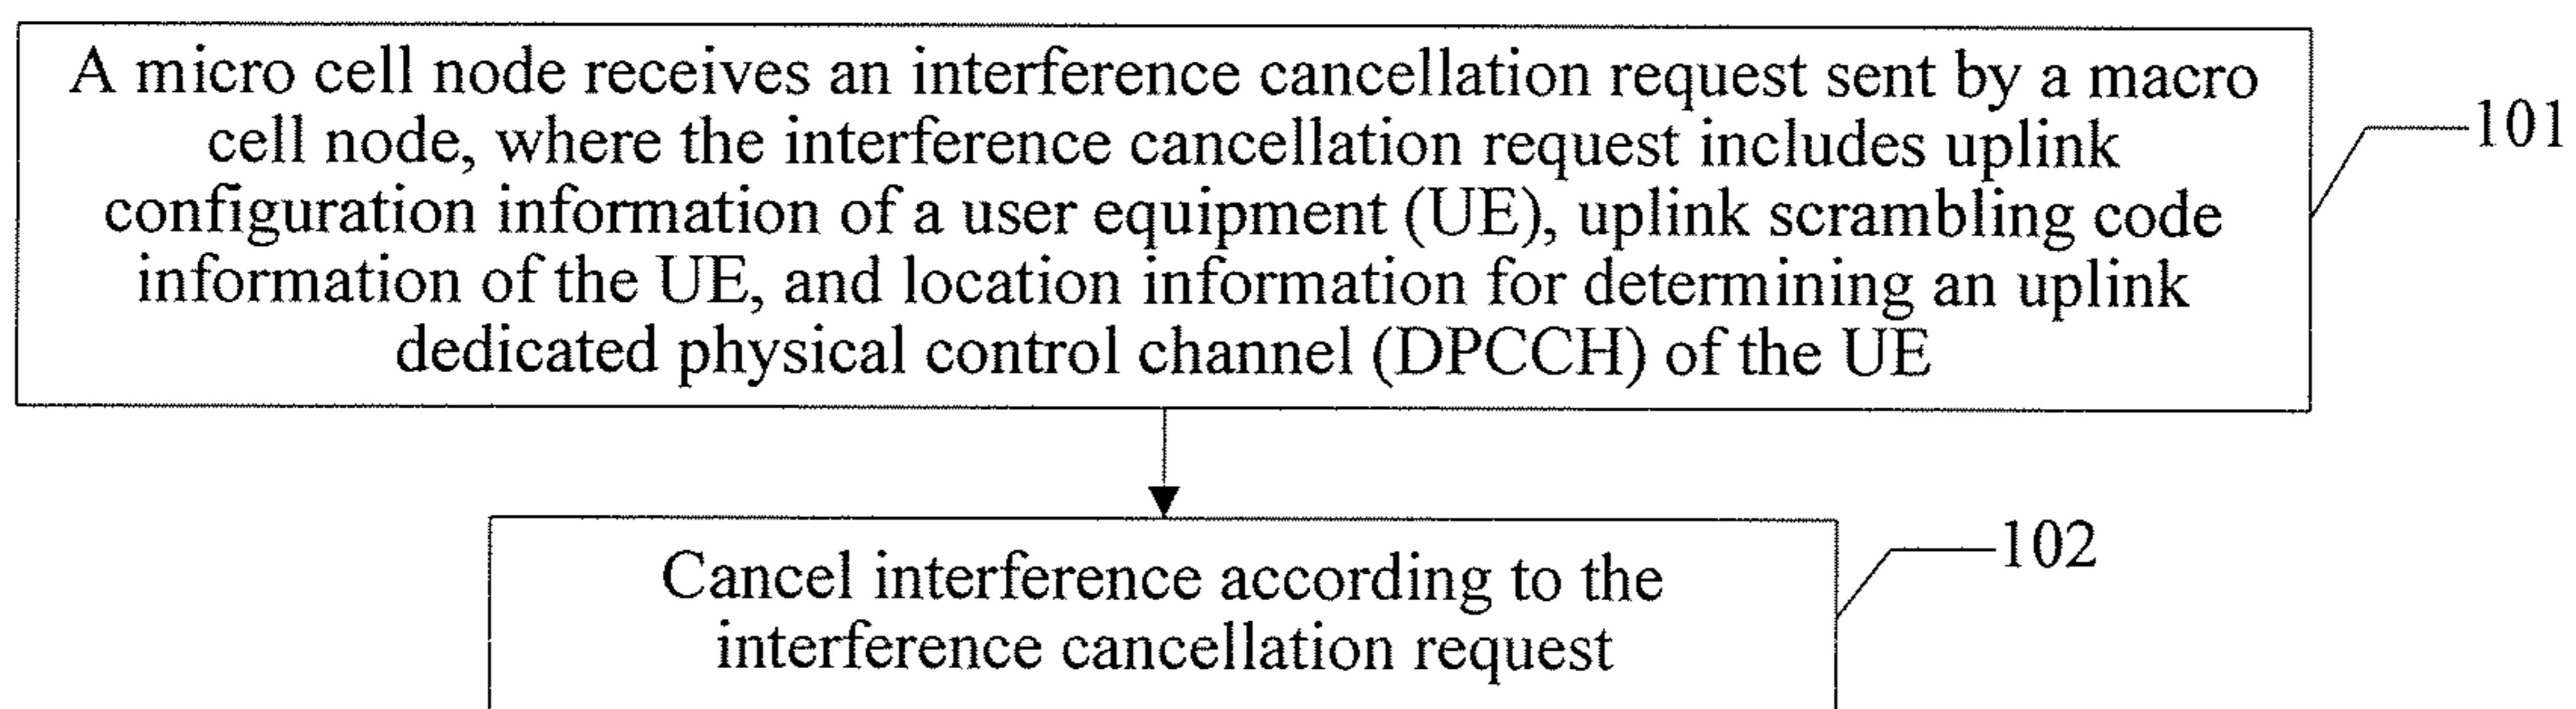 A micro cell node receives an interference cancellation request sent by a macro
cell node, where the interference cancellation request includes uplink
configuration information of a user equipment (UE), uplink scrambling code
information of the UE, and location information for determining an uplink
dedicated physical control channel (DPCCH) of the UE
101
Cancel interference according to the
interference cancellation request
102